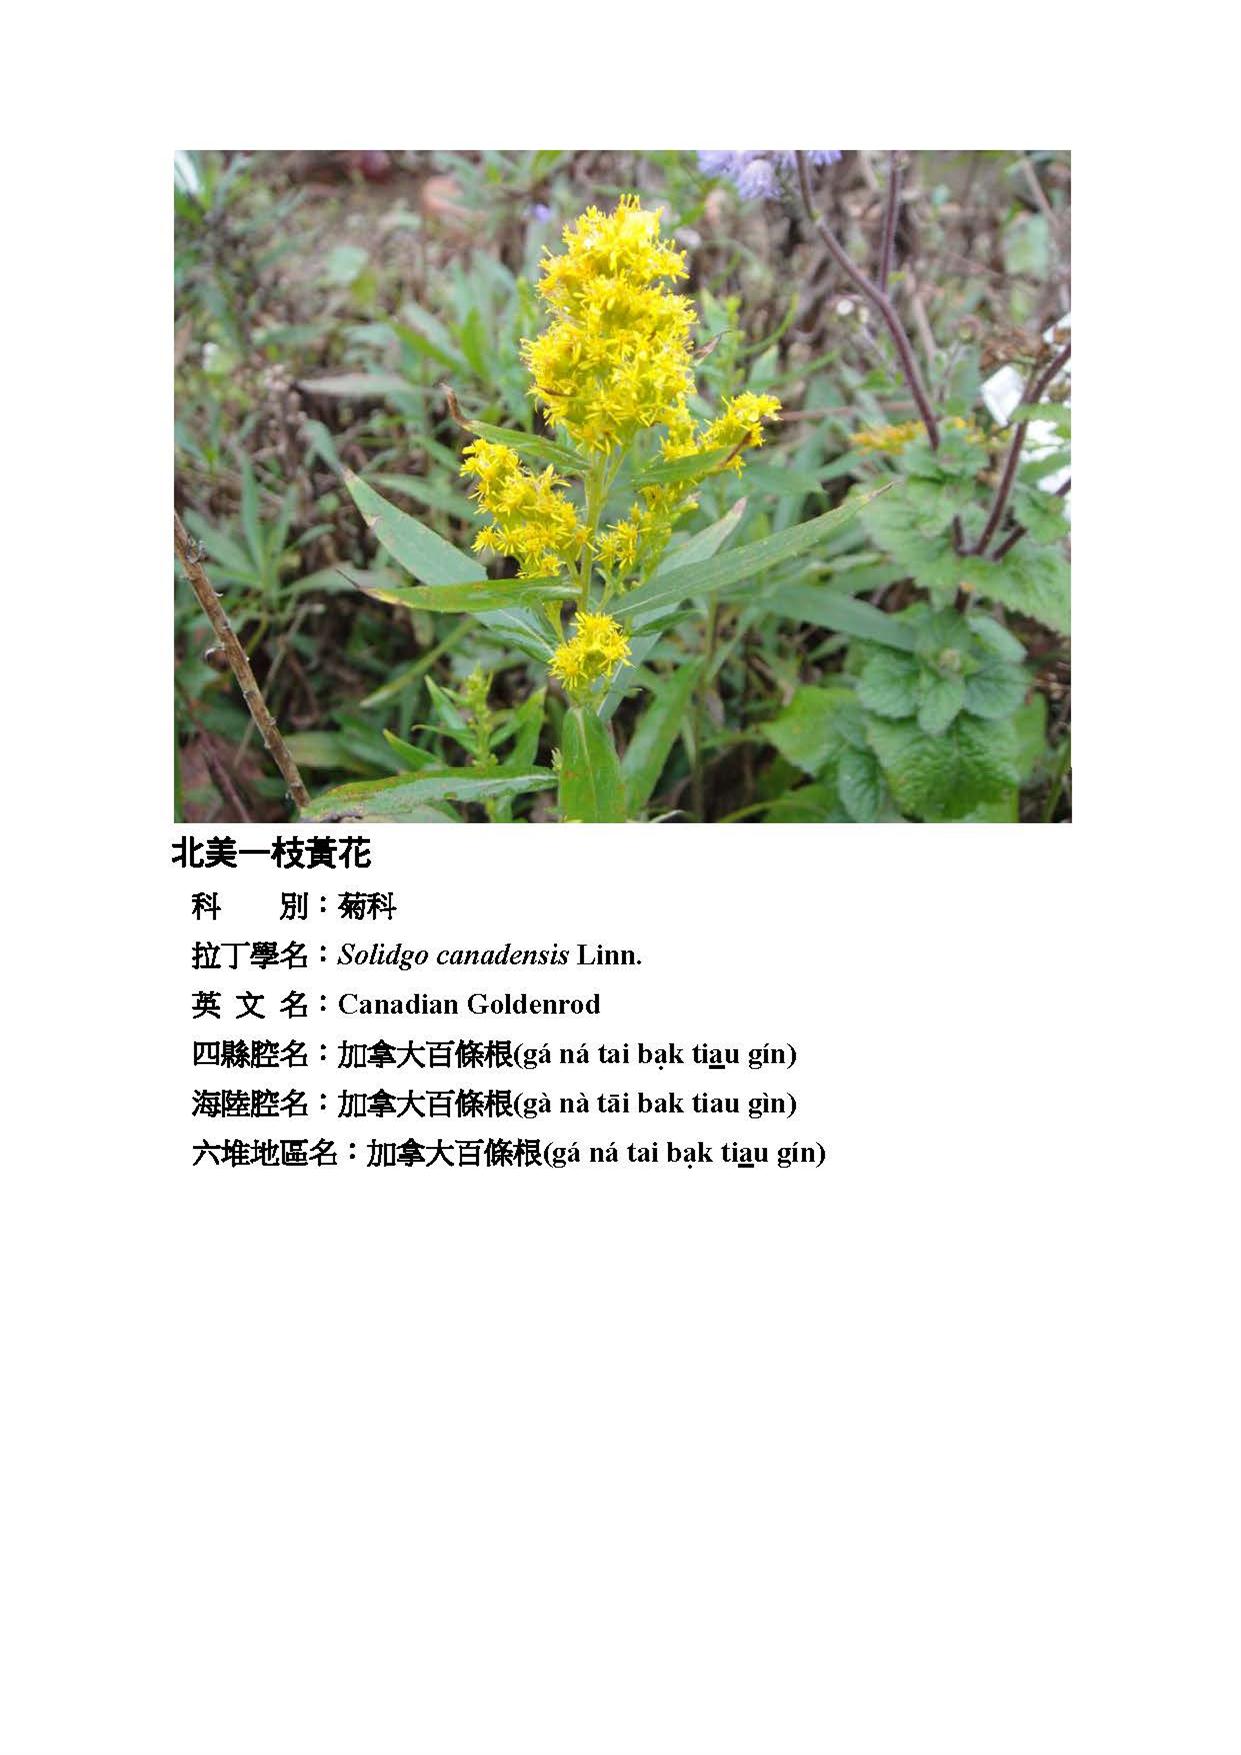 北美一枝黃花
科　　別：菊科
拉丁學名：Solidgo canadensis Linn.
英 文 名：Canadian Goldenrod
四縣腔名：加拿大百條根(gá ná tai bạk tia̲u gín)
海陸腔名：加拿大百條根(gà nà tāi bak tiau gìn)
六堆地區名：加拿大百條根(gá ná tai bạk tia̲u gín)